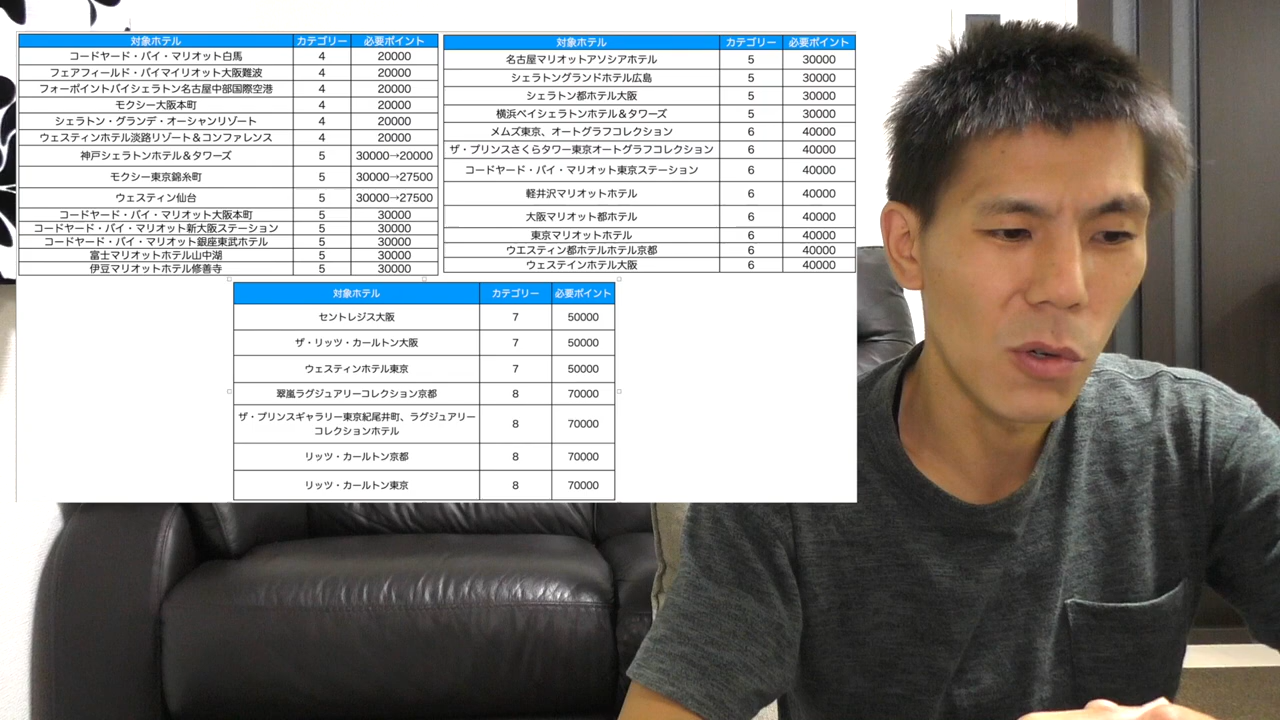 対象ホテル カテゴリー 必要ポイント
コードヤード・バイ・マリオット白馬 4 20000
フェアフィールド・バイマイリオット大阪難波 4 20000
フォーポイントバイシェラトン名古屋中部国際空港 4 20000
モクシー大阪本町 4 20000
シェラトン・グランデ・オーシャンリゾート 4 20000
ウェスティンホテル淡路リゾート&コンファレンス 4 20000
神戸シェラトンホテル&タワーズ 5 30000→20000
モクシー東京錦糸町 5 30000→27500
ウェスティン仙台 5 30000→27500
コードヤード・バイ・マリオット大阪本町 5 30000
コードヤード・バイ・マリオット新大阪ステーション 5 30000
コードヤード・バイ・マリオット銀座東武ホテル 5 30000
富士マリオットホテル山中湖 5 30000
伊豆マリオットホテル修善寺 5 30000
対象ホテル カテゴリー 必要ポイント
名古屋マリオットアソシアホテル 5 30000
シェラトングランドホテル広島 5 30000
シェラトン都ホテル大阪 5 30000
横浜ベイシェラトンホテル&タワーズ 5 30000
メムズ東京、オートグラフコレクション 6 40000
ザ・プリンスさくらタワー東京オートグラフコレクション 6 40000
コードヤード・バイ・マリオット東京ステーション 6 40000
軽井沢マリオットホテル 6 40000
大阪マリオット都ホテル 6 40000
東京マリオットホテル 6 40000
ウエスティン都ホテルホテル京都 6 40000
ウェステインホテル大阪 6 40000
対象ホテル カテゴリー 必要ポイント
セントレジス大阪 7 50000
ザ・リッツ・カールトン大阪 7 50000
ウェスティンホテル東京 7 50000
翠嵐ラグジュアリーコレクション京都 8 70000
ザ・プリンスギャラリー東京紀尾井町、ラグジュアリー
コレクションホテル 8 70000
リッツ・カールトン京都 8 70000
リッツ・カールトン東京 8 70000